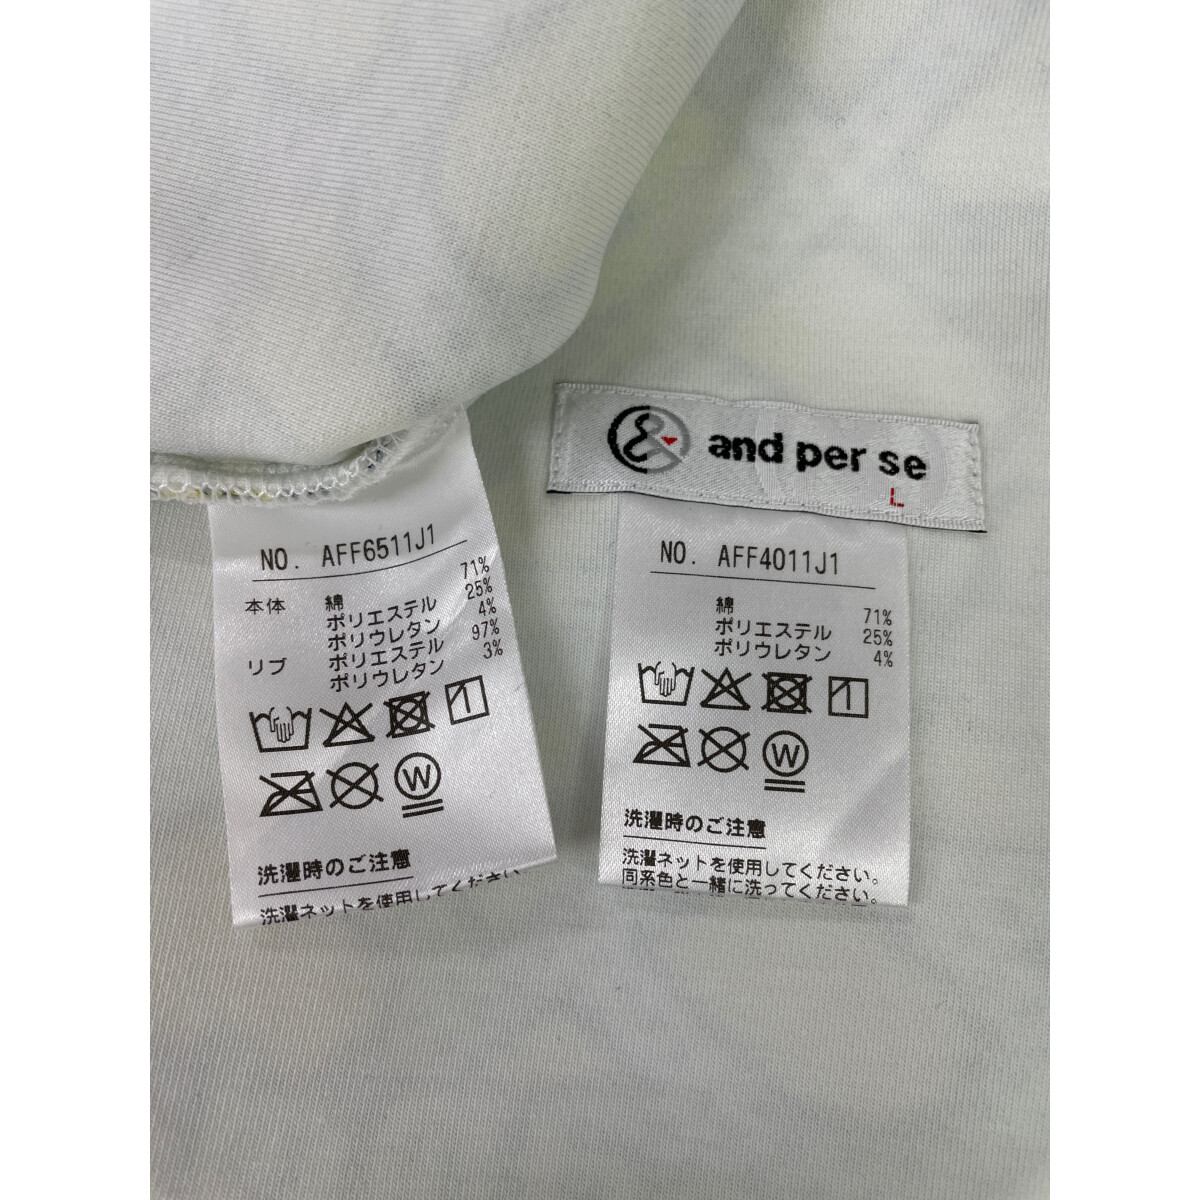 & and per se
L
NO. AFF6511J1
本体 綿 71%
ポリエステル 25%
ポリウレタン 4%
リブ ポリエステル 97%
ポリウレタン 3%
1
W
洗濯時のご注意
洗濯ネットを使用してください
NO. AFF4011J1
綿 71%
ポリエステル 25%
ポリウレタン 4%
1
W
洗濯時のご注意
洗濯ネットを使用してください。
同系色と一緒に洗ってください。